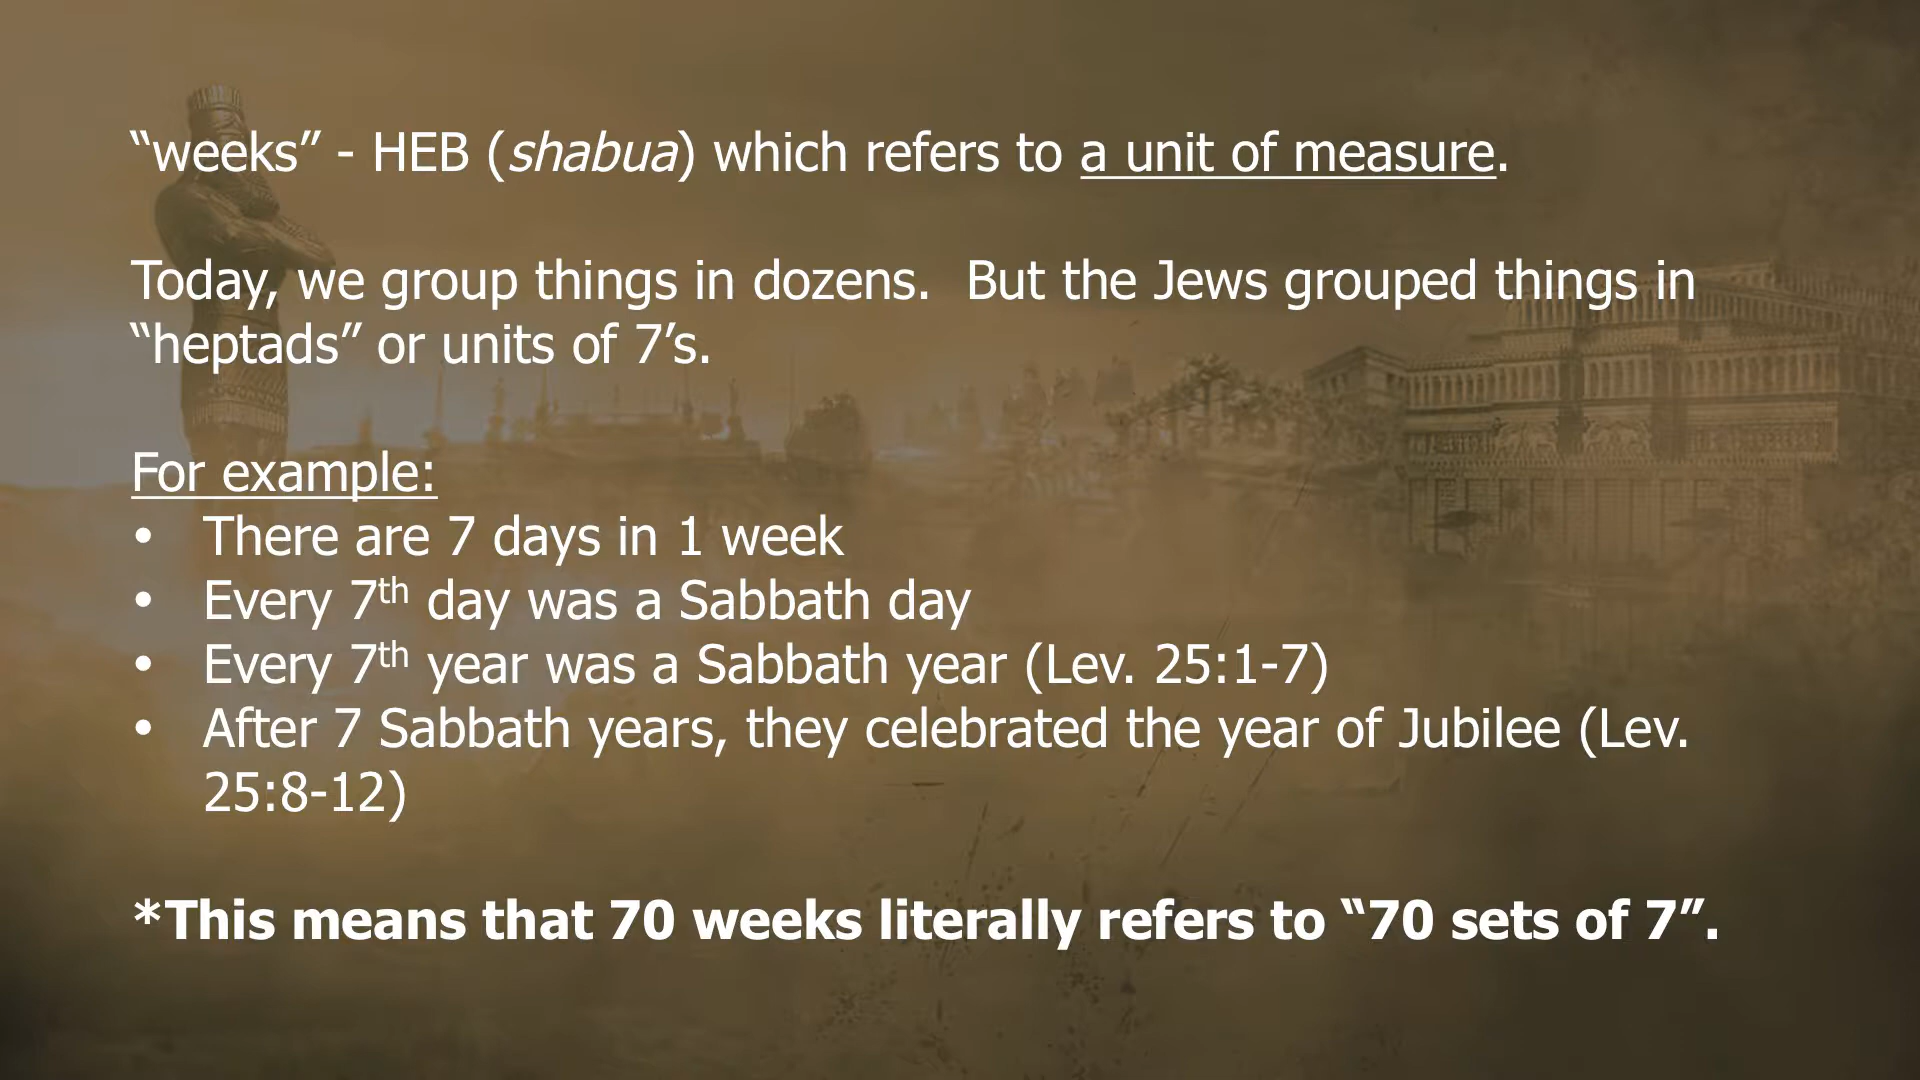 “weeks” - HEB (shabua) which refers to a unit of measure.
Today, we group things in dozens.  But the Jews grouped things in
“heptads” or units of 7’s.
For example:
• There are 7 days in 1 week
• Every 7th day was a Sabbath day
• Every 7th year was a Sabbath year (Lev. 25:1-7)
• After 7 Sabbath years, they celebrated the year of Jubilee (Lev.
25:8-12)
*This means that 70 weeks literally refers to “70 sets of 7”.